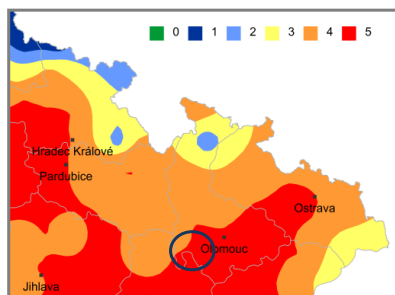 0 1 2 3 4 5
Hradec Králové
Pardubice
Ostrava
Olomouc
Jihlava